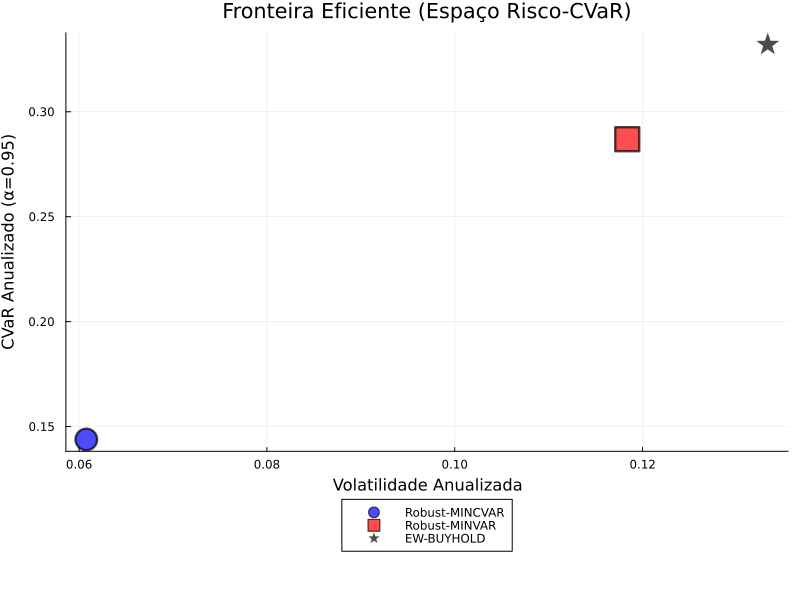 Fronteira Eficiente (Espaço Risco-CVaR)
CVaR Anualizado (α=0.95)
0.30
0.25
0.20
0.15
0.06 0.08 0.10 0.12
Volatilidade Anualizada
Robust-MINCVAR
Robust-MINVAR
EW-BUYHOLD